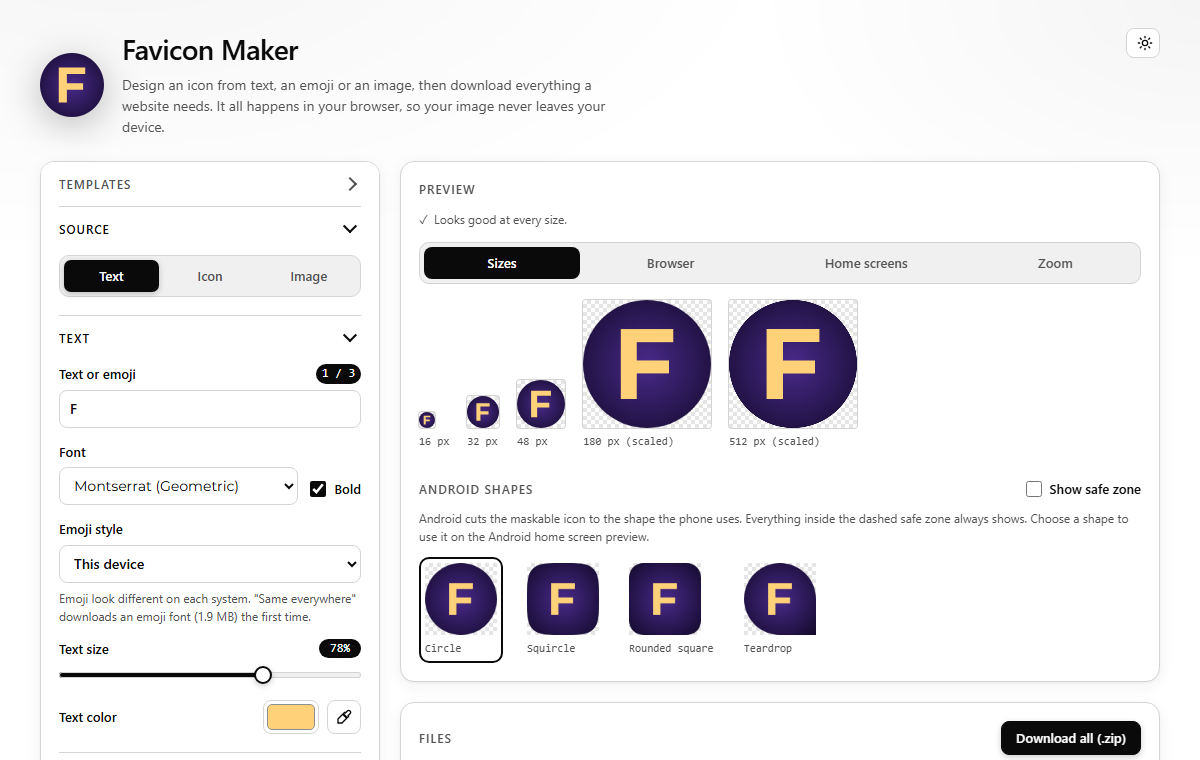 F
Favicon Maker
Design an icon from text, an emoji or an image, then download everything a
website needs. It all happens in your browser, so your image never leaves your
device.
TEMPLATES
SOURCE
Text Icon Image
TEXT
Text or emoji 1 / 3
F
Font
Montserrat (Geometric) Bold
Emoji style
This device
Emoji look different on each system. "Same everywhere"
downloads an emoji font (1.9 MB) the first time.
Text size 78%
Text color
PREVIEW
✓ Looks good at every size.
Sizes Browser Home screens Zoom
F F F F F
16 px 32 px 48 px 180 px (scaled) 512 px (scaled)
ANDROID SHAPES Show safe zone
Android cuts the maskable icon to the shape the phone uses. Everything inside the dashed safe zone always shows. Choose a shape to
use it on the Android home screen preview.
F F F F
Circle Squircle Rounded square Teardrop
FILES Download all (.zip)